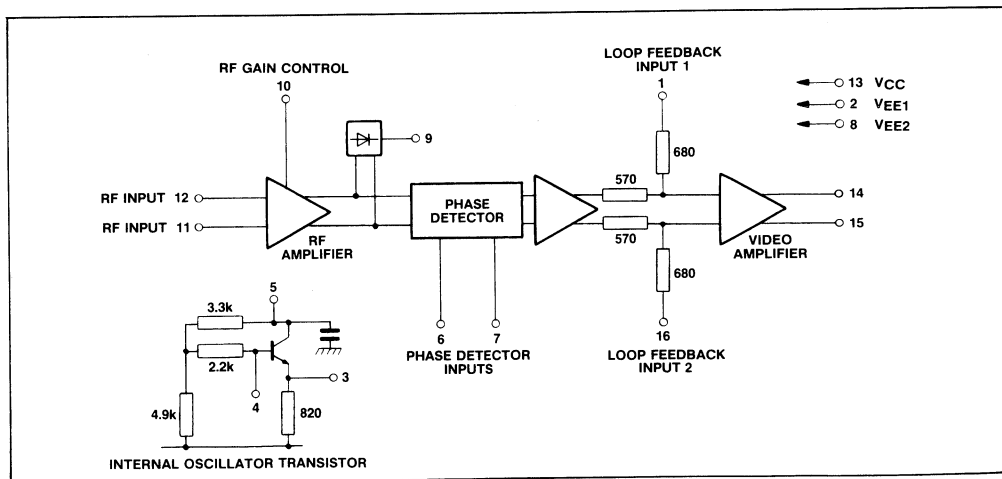 RF GAIN CONTROL
10
LOOP FEEDBACK
INPUT 1
1
13 VCC
2 VEE1
8 VEE2
9
680
570
RF INPUT 12
RF INPUT 11
RF
AMPLIFIER
PHASE
DETECTOR
570
VIDEO
AMPLIFIER
14
15
680
6
7
16
PHASE DETECTOR
INPUTS
LOOP FEEDBACK
INPUT 2
5
3.3k
2.2k
4
3
4.9k
820
INTERNAL OSCILLATOR TRANSISTOR